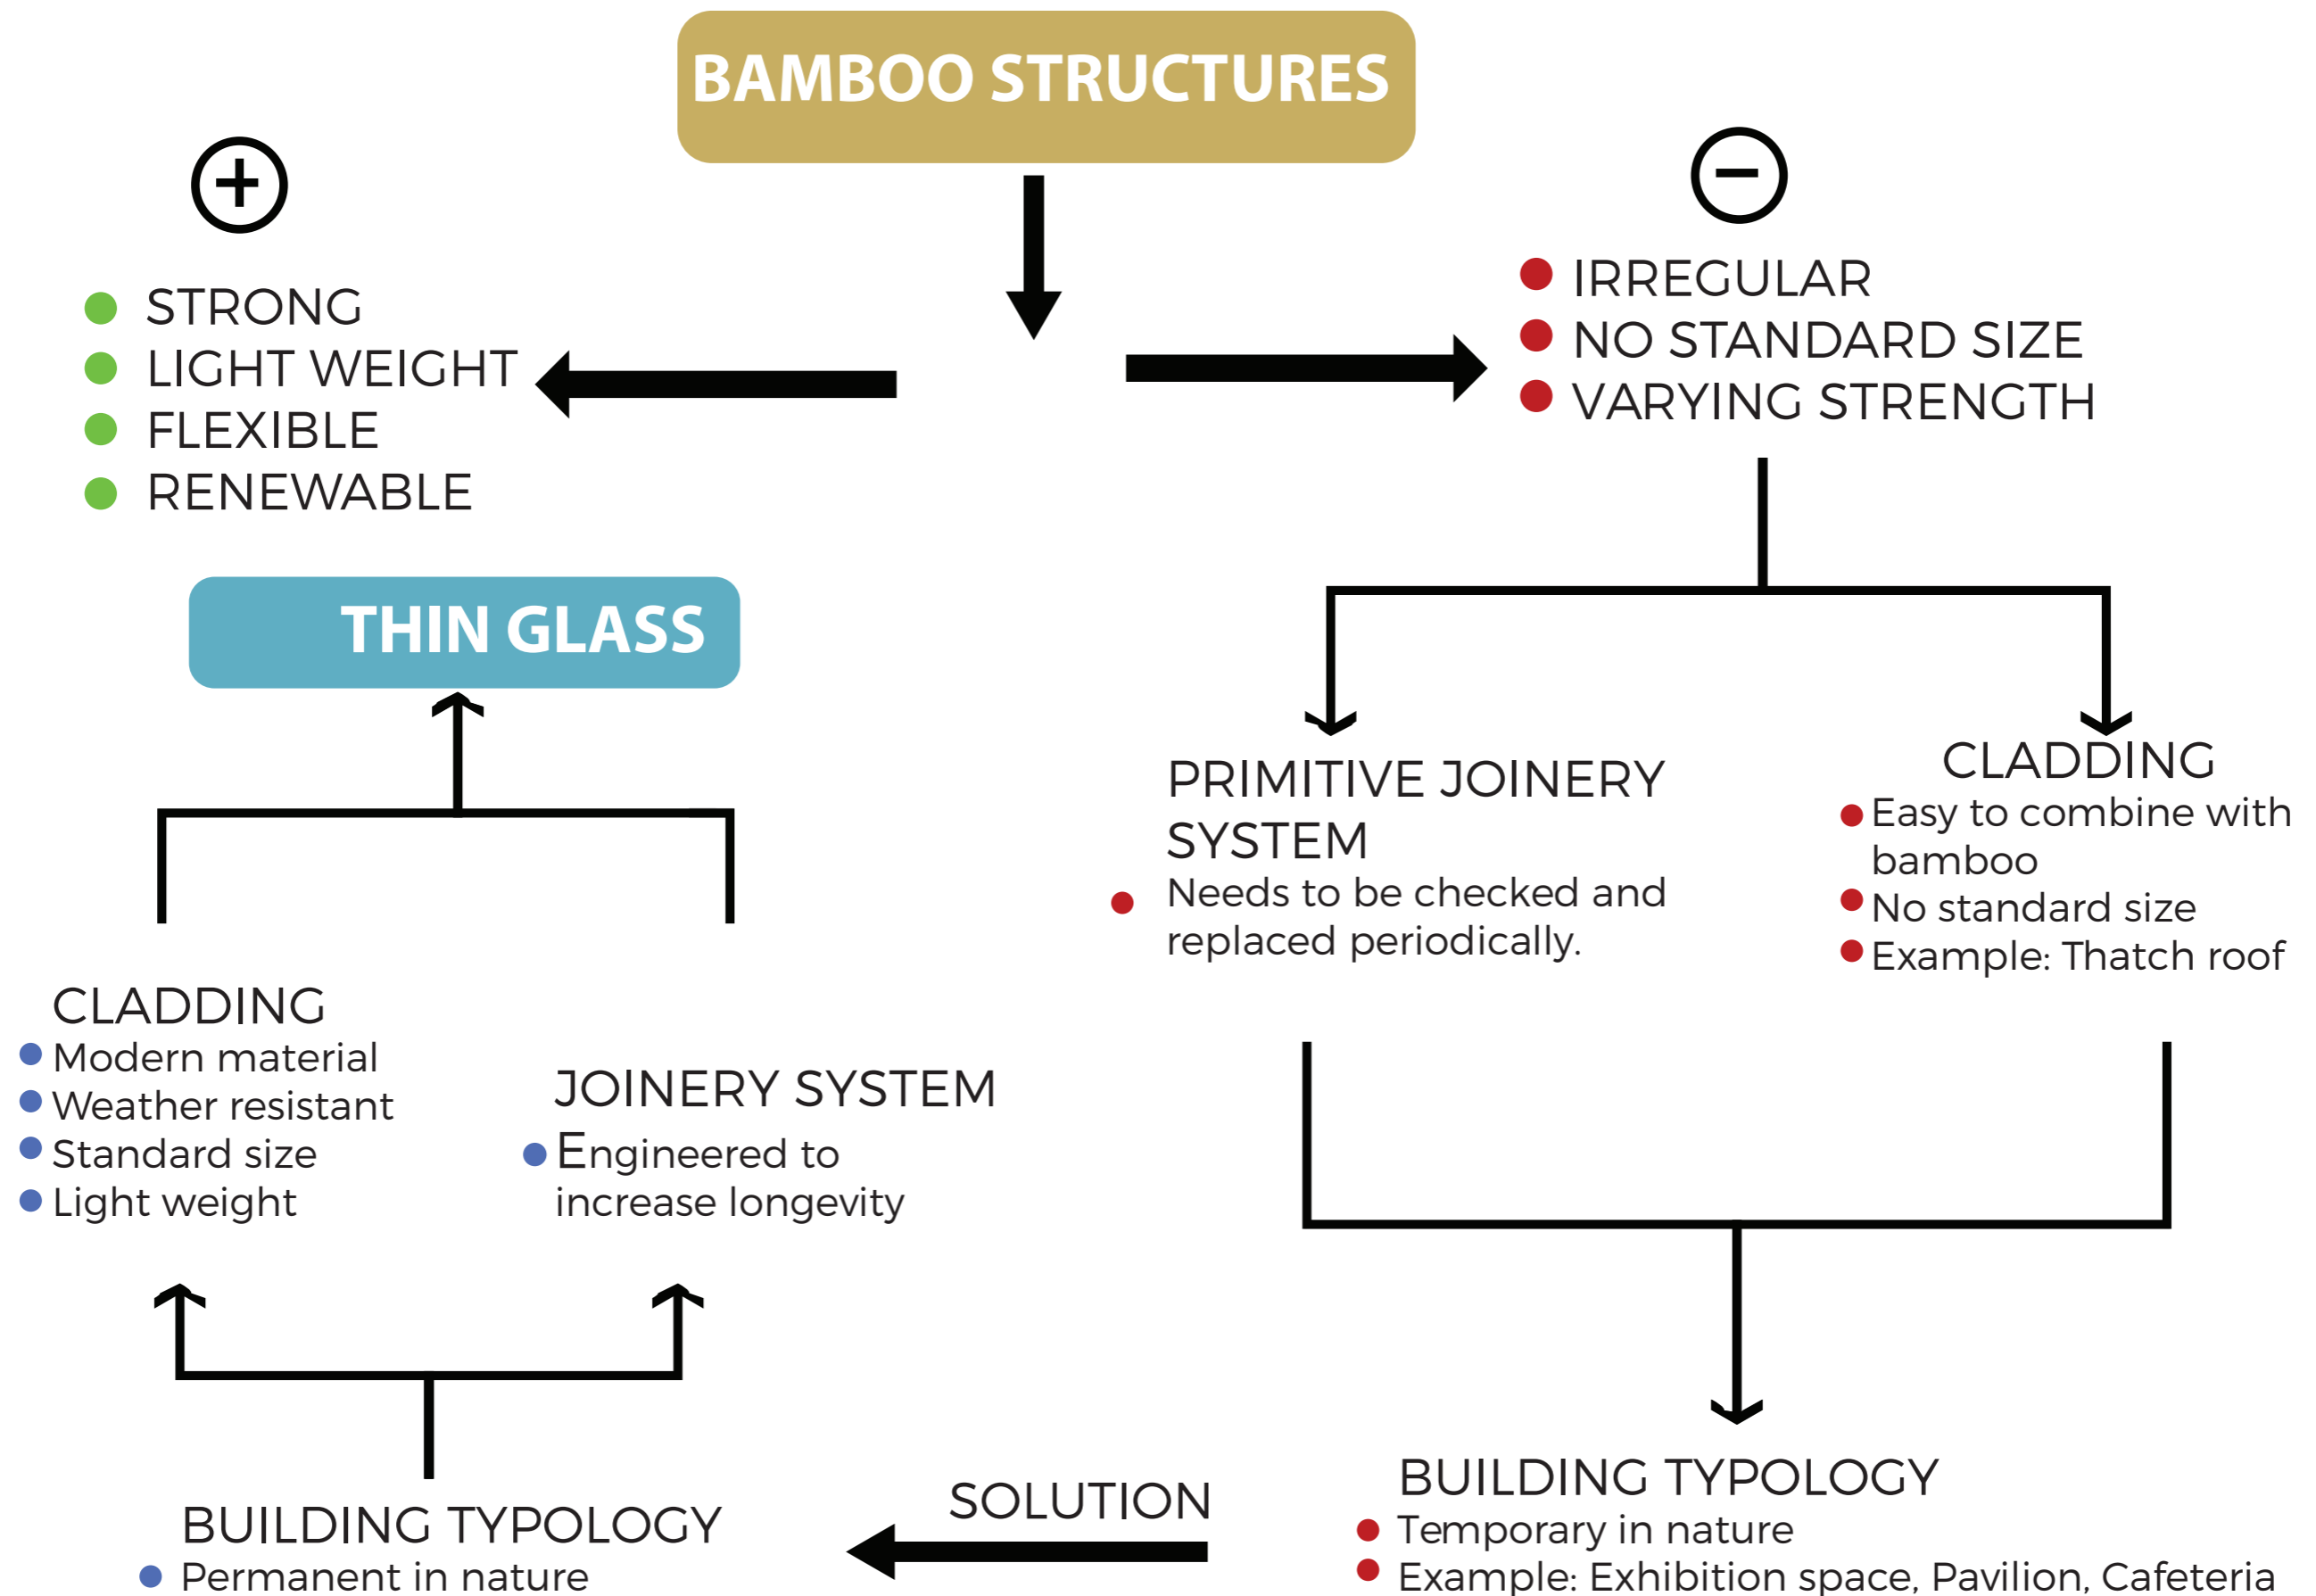 BAMBOO STRUCTURES
+
STRONG
LIGHT WEIGHT
FLEXIBLE
RENEWABLE
−
IRREGULAR
NO STANDARD SIZE
VARYING STRENGTH
THIN GLASS
PRIMITIVE JOINERY
SYSTEM
Needs to be checked and
replaced periodically.
CLADDING
Easy to combine with
bamboo
No standard size
Example: Thatch roof
CLADDING
Modern material
Weather resistant
Standard size
Light weight
JOINERY SYSTEM
Engineered to
increase longevity
BUILDING TYPOLOGY
Permanent in nature
SOLUTION
BUILDING TYPOLOGY
Temporary in nature
Example: Exhibition space, Pavilion, Cafeteria